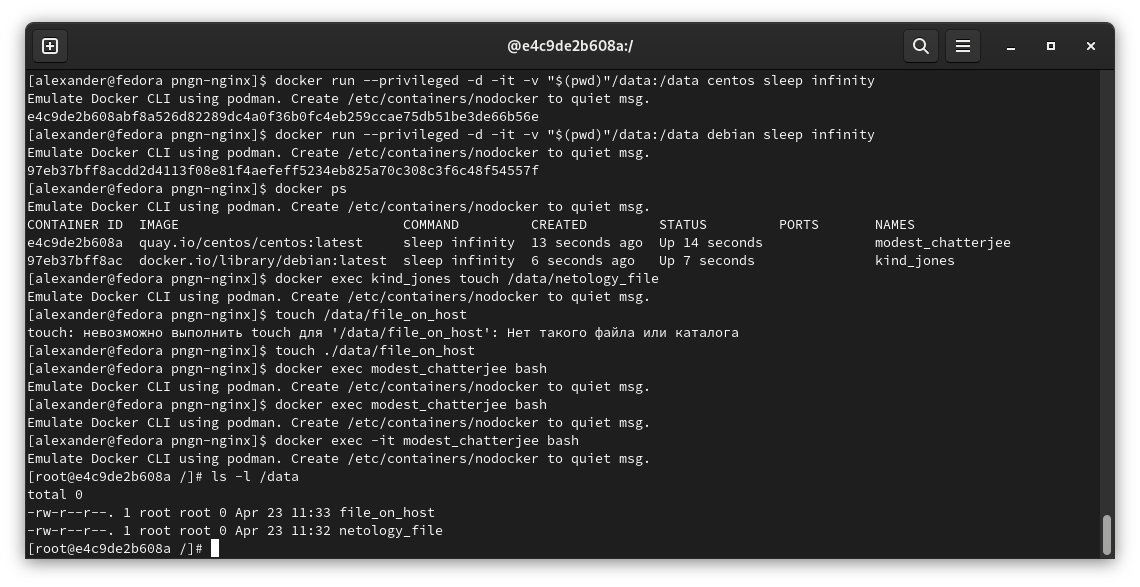 @e4c9de2b608a:/
[alexander@fedora pngn-nginx]$ docker run --privileged -d -it -v "$(pwd)"/data:/data centos sleep infinity
Emulate Docker CLI using podman. Create /etc/containers/nodocker to quiet msg.
e4c9de2b608abf8a526d82289dc4a0f36b0fc4eb259ccae75db51be3de66b56e
[alexander@fedora pngn-nginx]$ docker run --privileged -d -it -v "$(pwd)"/data:/data debian sleep infinity
Emulate Docker CLI using podman. Create /etc/containers/nodocker to quiet msg.
97eb37bff8acdd2d4113f08e81f4aefeff5234eb825a70c308c3f6c48f54557f
[alexander@fedora pngn-nginx]$ docker ps
Emulate Docker CLI using podman. Create /etc/containers/nodocker to quiet msg.
CONTAINER ID  IMAGE                            COMMAND         CREATED         STATUS         PORTS       NAMES
e4c9de2b608a  quay.io/centos/centos:latest     sleep infinity  13 seconds ago  Up 14 seconds              modest_chatterjee
97eb37bff8ac  docker.io/library/debian:latest  sleep infinity  6 seconds ago   Up 7 seconds               kind_jones
[alexander@fedora pngn-nginx]$ docker exec kind_jones touch /data/netology_file
Emulate Docker CLI using podman. Create /etc/containers/nodocker to quiet msg.
[alexander@fedora pngn-nginx]$ touch /data/file_on_host
touch: невозможно выполнить touch для '/data/file_on_host': Нет такого файла или каталога
[alexander@fedora pngn-nginx]$ touch ./data/file_on_host
[alexander@fedora pngn-nginx]$ docker exec modest_chatterjee bash
Emulate Docker CLI using podman. Create /etc/containers/nodocker to quiet msg.
[alexander@fedora pngn-nginx]$ docker exec modest_chatterjee bash
Emulate Docker CLI using podman. Create /etc/containers/nodocker to quiet msg.
[alexander@fedora pngn-nginx]$ docker exec -it modest_chatterjee bash
Emulate Docker CLI using podman. Create /etc/containers/nodocker to quiet msg.
[root@e4c9de2b608a /]# ls -l /data
total 0
-rw-r--r--. 1 root root 0 Apr 23 11:33 file_on_host
-rw-r--r--. 1 root root 0 Apr 23 11:32 netology_file
[root@e4c9de2b608a /]#